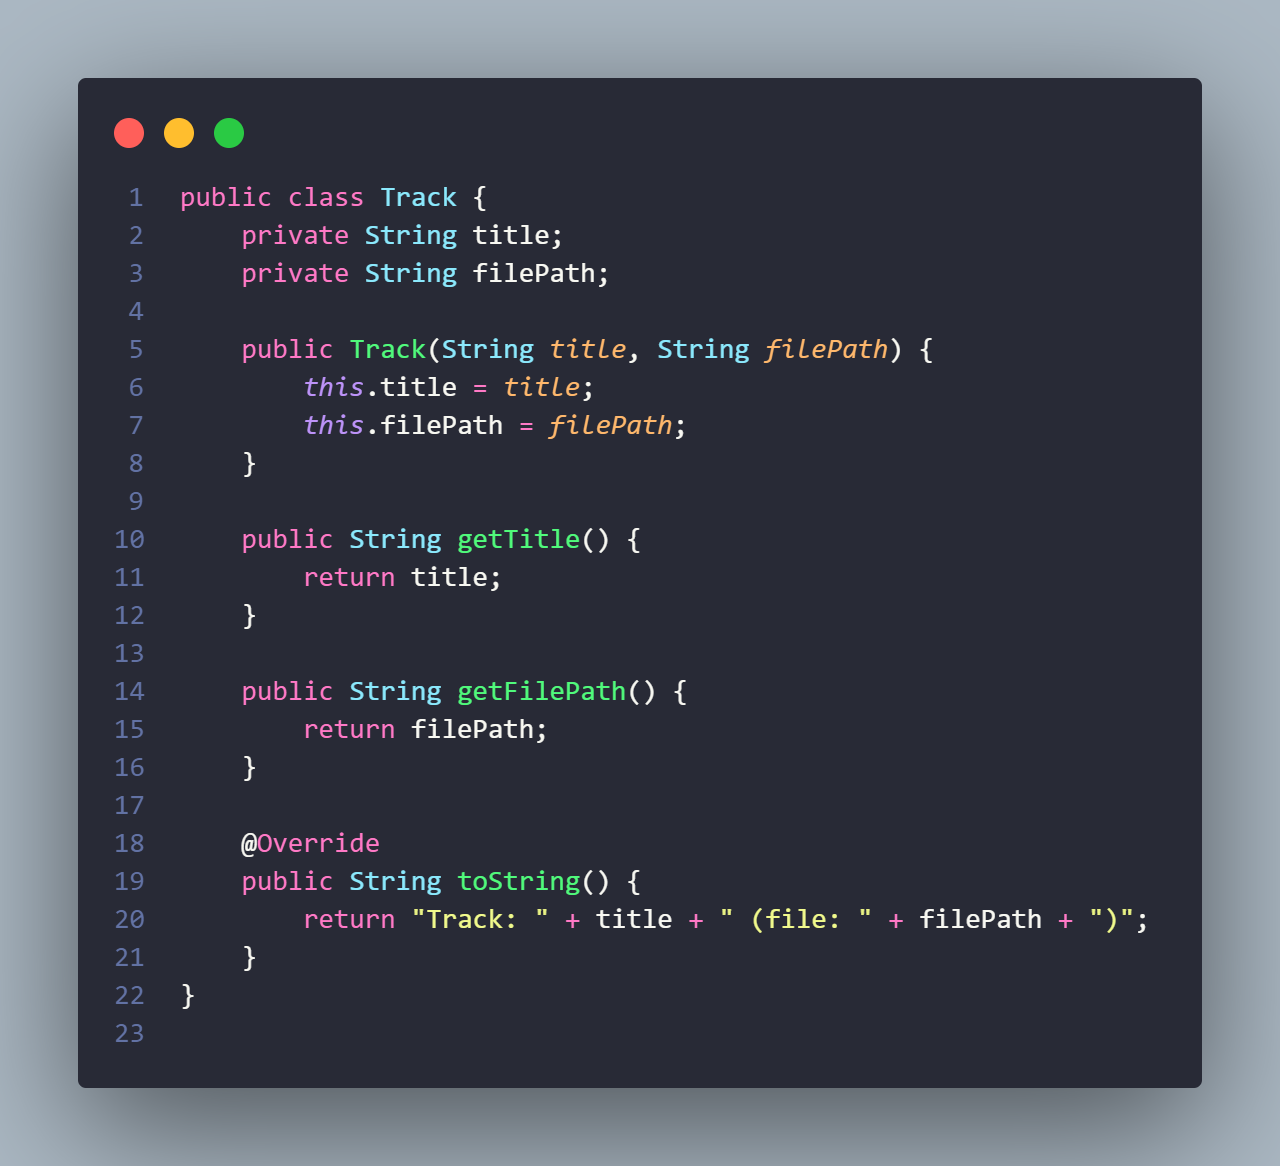 1 public class Track {
2     private String title;
3     private String filePath;
4
5     public Track(String title, String filePath) {
6         this.title = title;
7         this.filePath = filePath;
8     }
9
10     public String getTitle() {
11         return title;
12     }
13
14     public String getFilePath() {
15         return filePath;
16     }
17
18     @Override
19     public String toString() {
20         return "Track: " + title + " (file: " + filePath + ")";
21     }
22 }
23